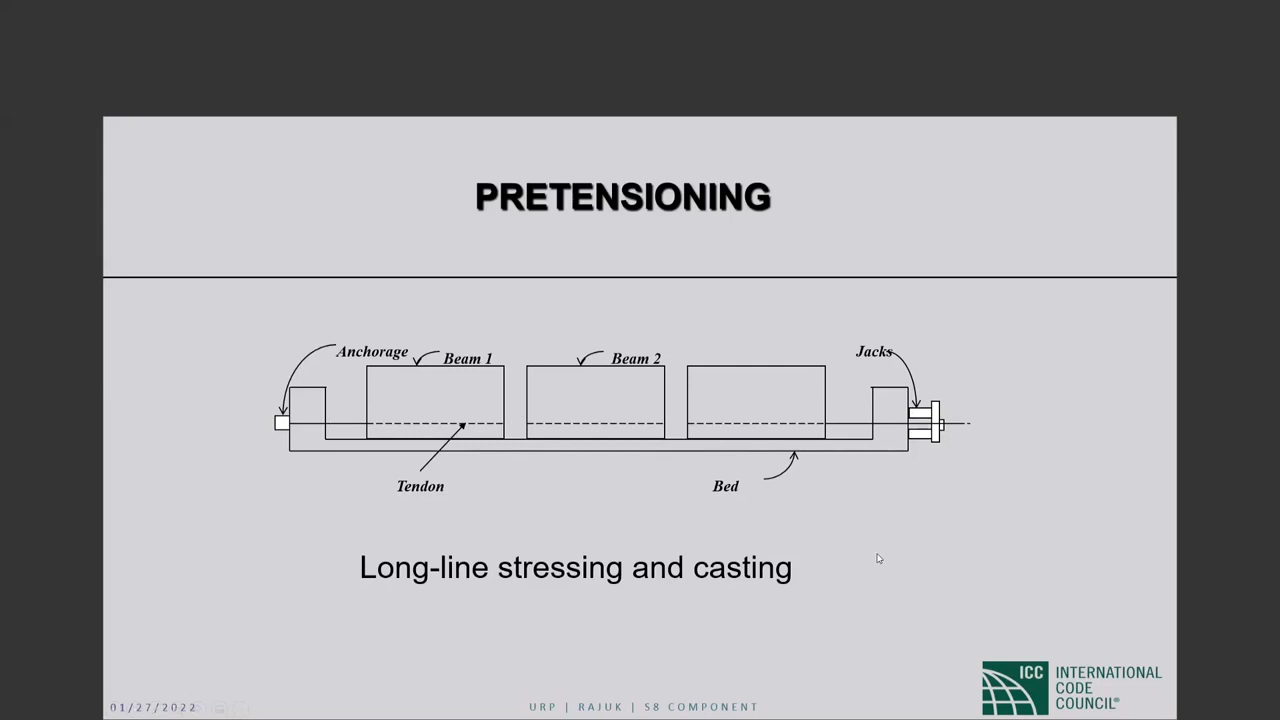 PRETENSIONING
Anchorage
Beam 1
Beam 2
Jacks
Tendon
Bed
Long-line stressing and casting
01/27/2022
URP | RAJUK | S8 COMPONENT
ICC
INTERNATIONAL
CODE
COUNCIL®